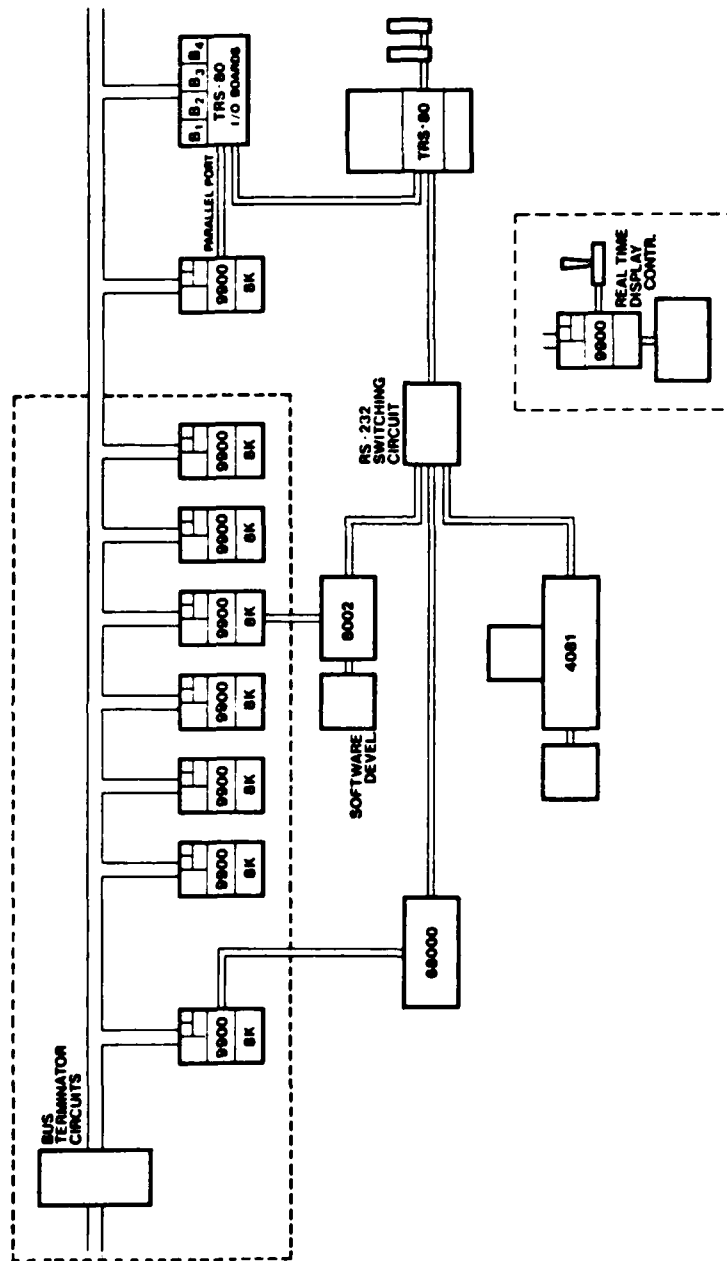 BUS
TERMINATOR
CIRCUITS
9900
8K
9900
8K
9900
8K
9900
8K
9900
8K
9900
8K
9900
8K
9900
8K
PARALLEL PORT
B1 B2 B3 B4
TRS-80
I/O BOARDS
SOFTWARE
DEVEL.
8002
RS-232
SWITCHING
CIRCUIT
TRS-80
68000
4081
9900
REAL TIME
DISPLAY
CONTR.